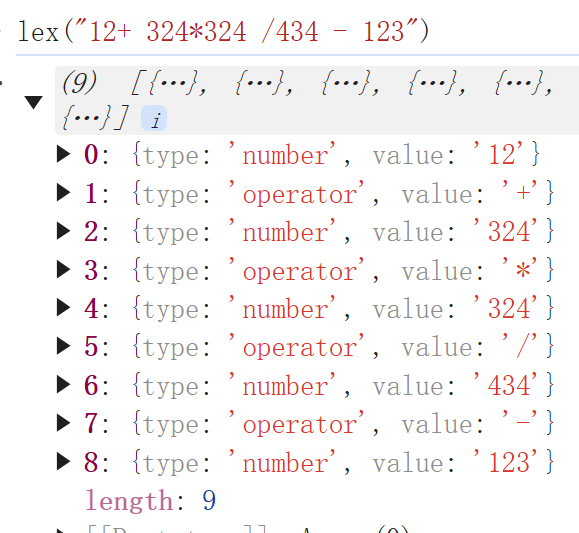 lex("12+ 324*324 /434 - 123")
(9) [{…}, {…}, {…}, {…}, {…},
{…}] i
0: {type: 'number', value: '12'}
1: {type: 'operator', value: '+'}
2: {type: 'number', value: '324'}
3: {type: 'operator', value: '*'}
4: {type: 'number', value: '324'}
5: {type: 'operator', value: '/'}
6: {type: 'number', value: '434'}
7: {type: 'operator', value: '-'}
8: {type: 'number', value: '123'}
length: 9